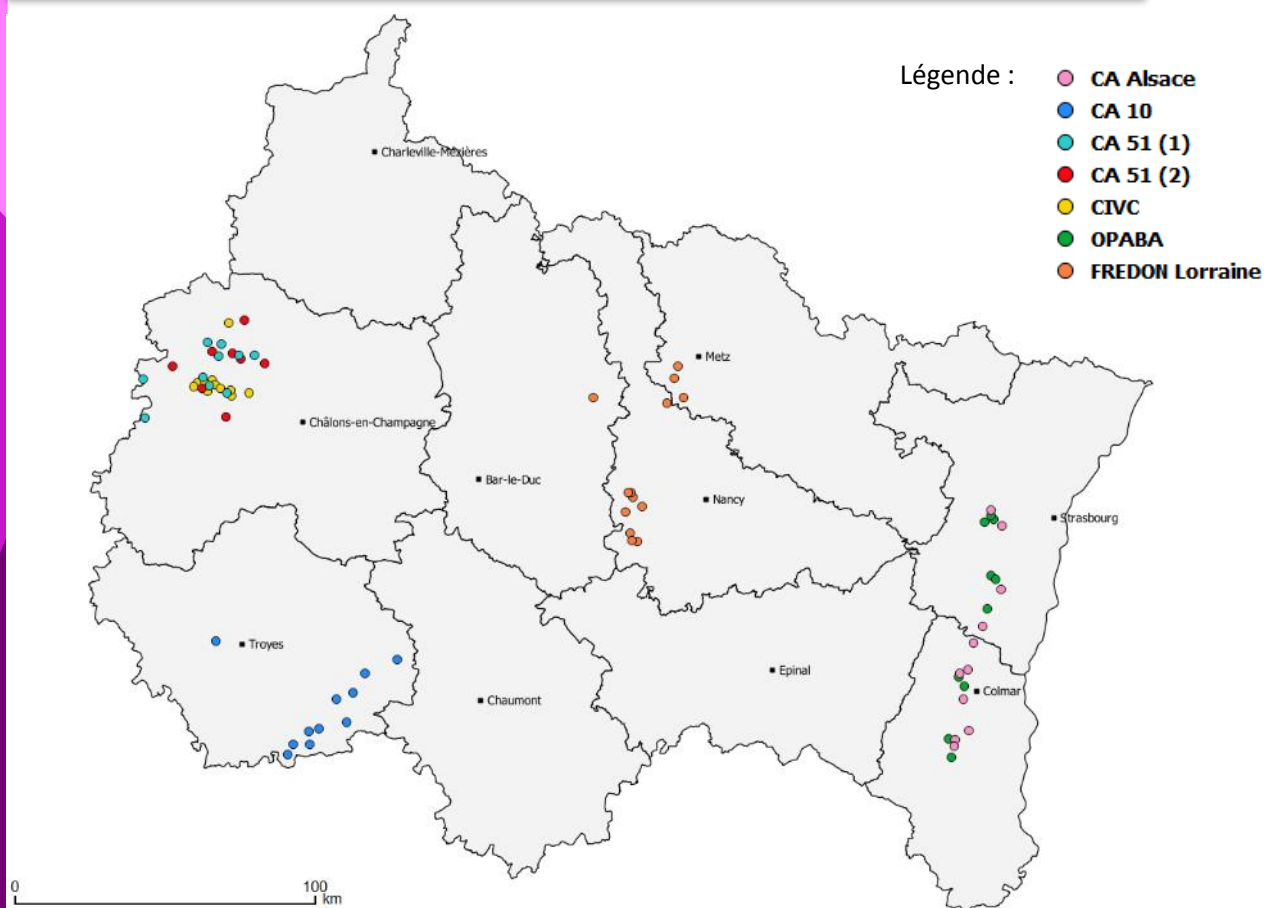 Légende :
CA Alsace
CA 10
CA 51 (1)
CA 51 (2)
CIVC
OPABA
FREDON Lorraine
Charleville-Mézières
Metz
Châlons-en-Champagne
Bar-le-Duc
Nancy
Strasbourg
Troyes
Chaumont
Epinal
Colmar
0
100
km